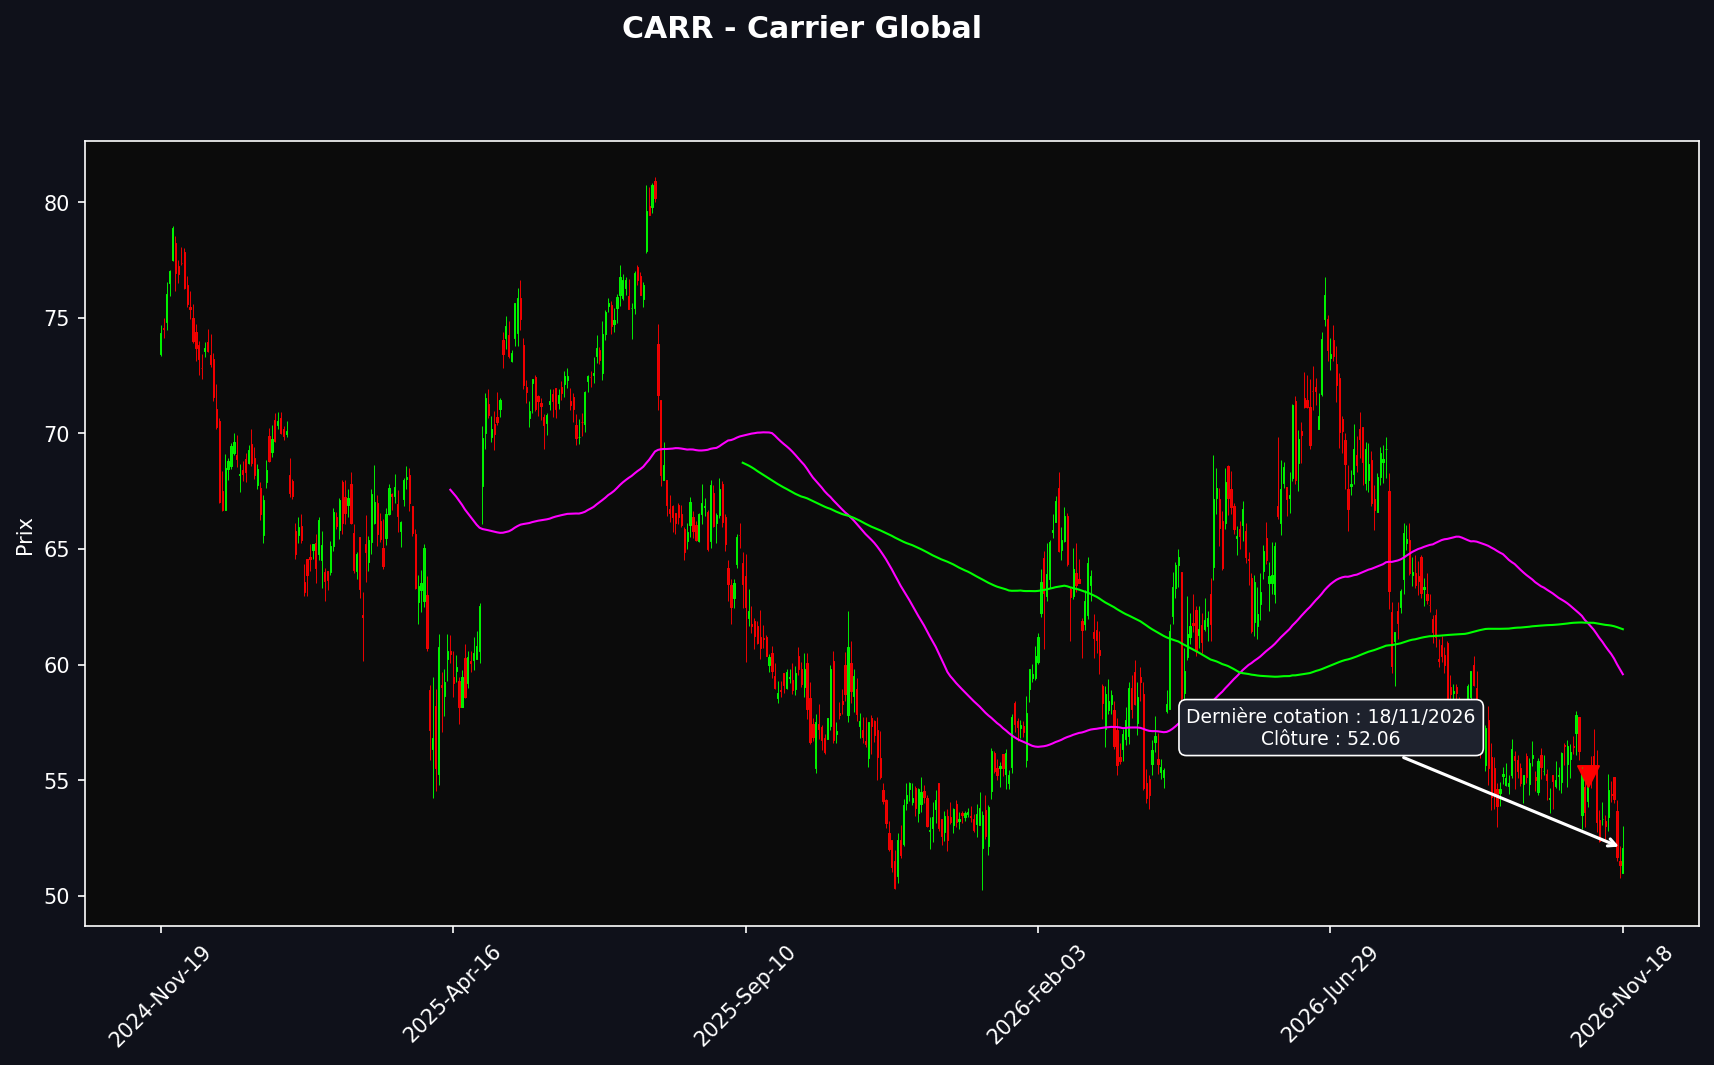 CARR - Carrier Global
Prix
80
75
70
65
60
55
50
Dernière cotation : 18/11/2026
Clôture : 52.06
2024-Nov-19
2025-Apr-16
2025-Sep-10
2026-Feb-03
2026-Jun-29
2026-Nov-18